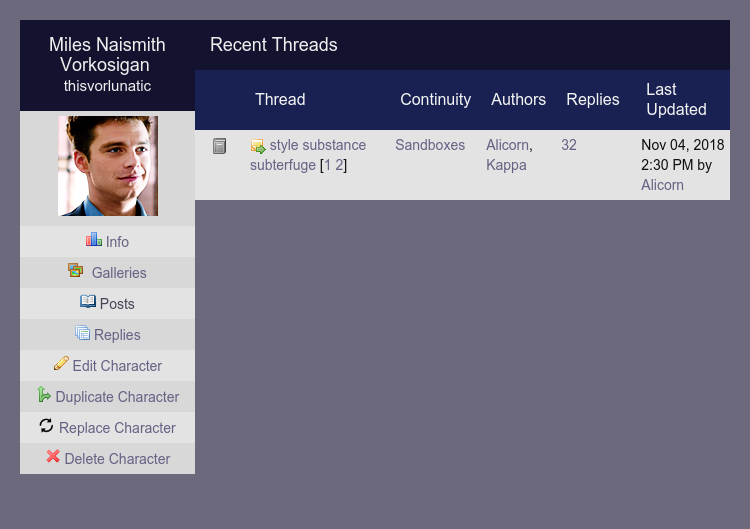 Miles Naismith
Vorkosigan
thisvorlunatic
Info
Galleries
Posts
Replies
Edit Character
Duplicate Character
Replace Character
Delete Character
Recent Threads
Thread Continuity Authors Replies Last
Updated
style substance Sandboxes Alicorn, 32 Nov 04, 2018
subterfuge [1 2] Kappa 2:30 PM by
Alicorn